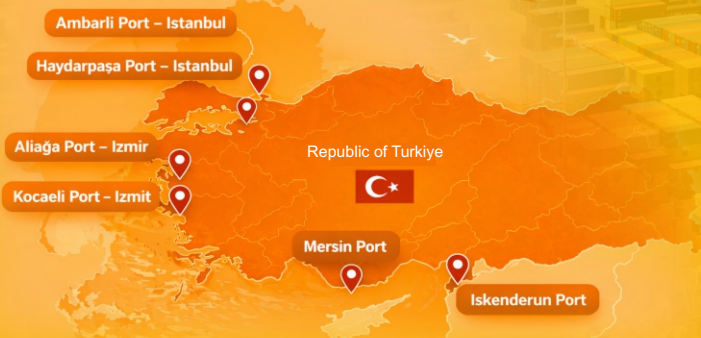 Ambarli Port – Istanbul
Haydarpaşa Port – Istanbul
Aliağa Port – Izmir
Republic of Turkiye
Kocaeli Port – Izmit
Mersin Port
Iskenderun Port